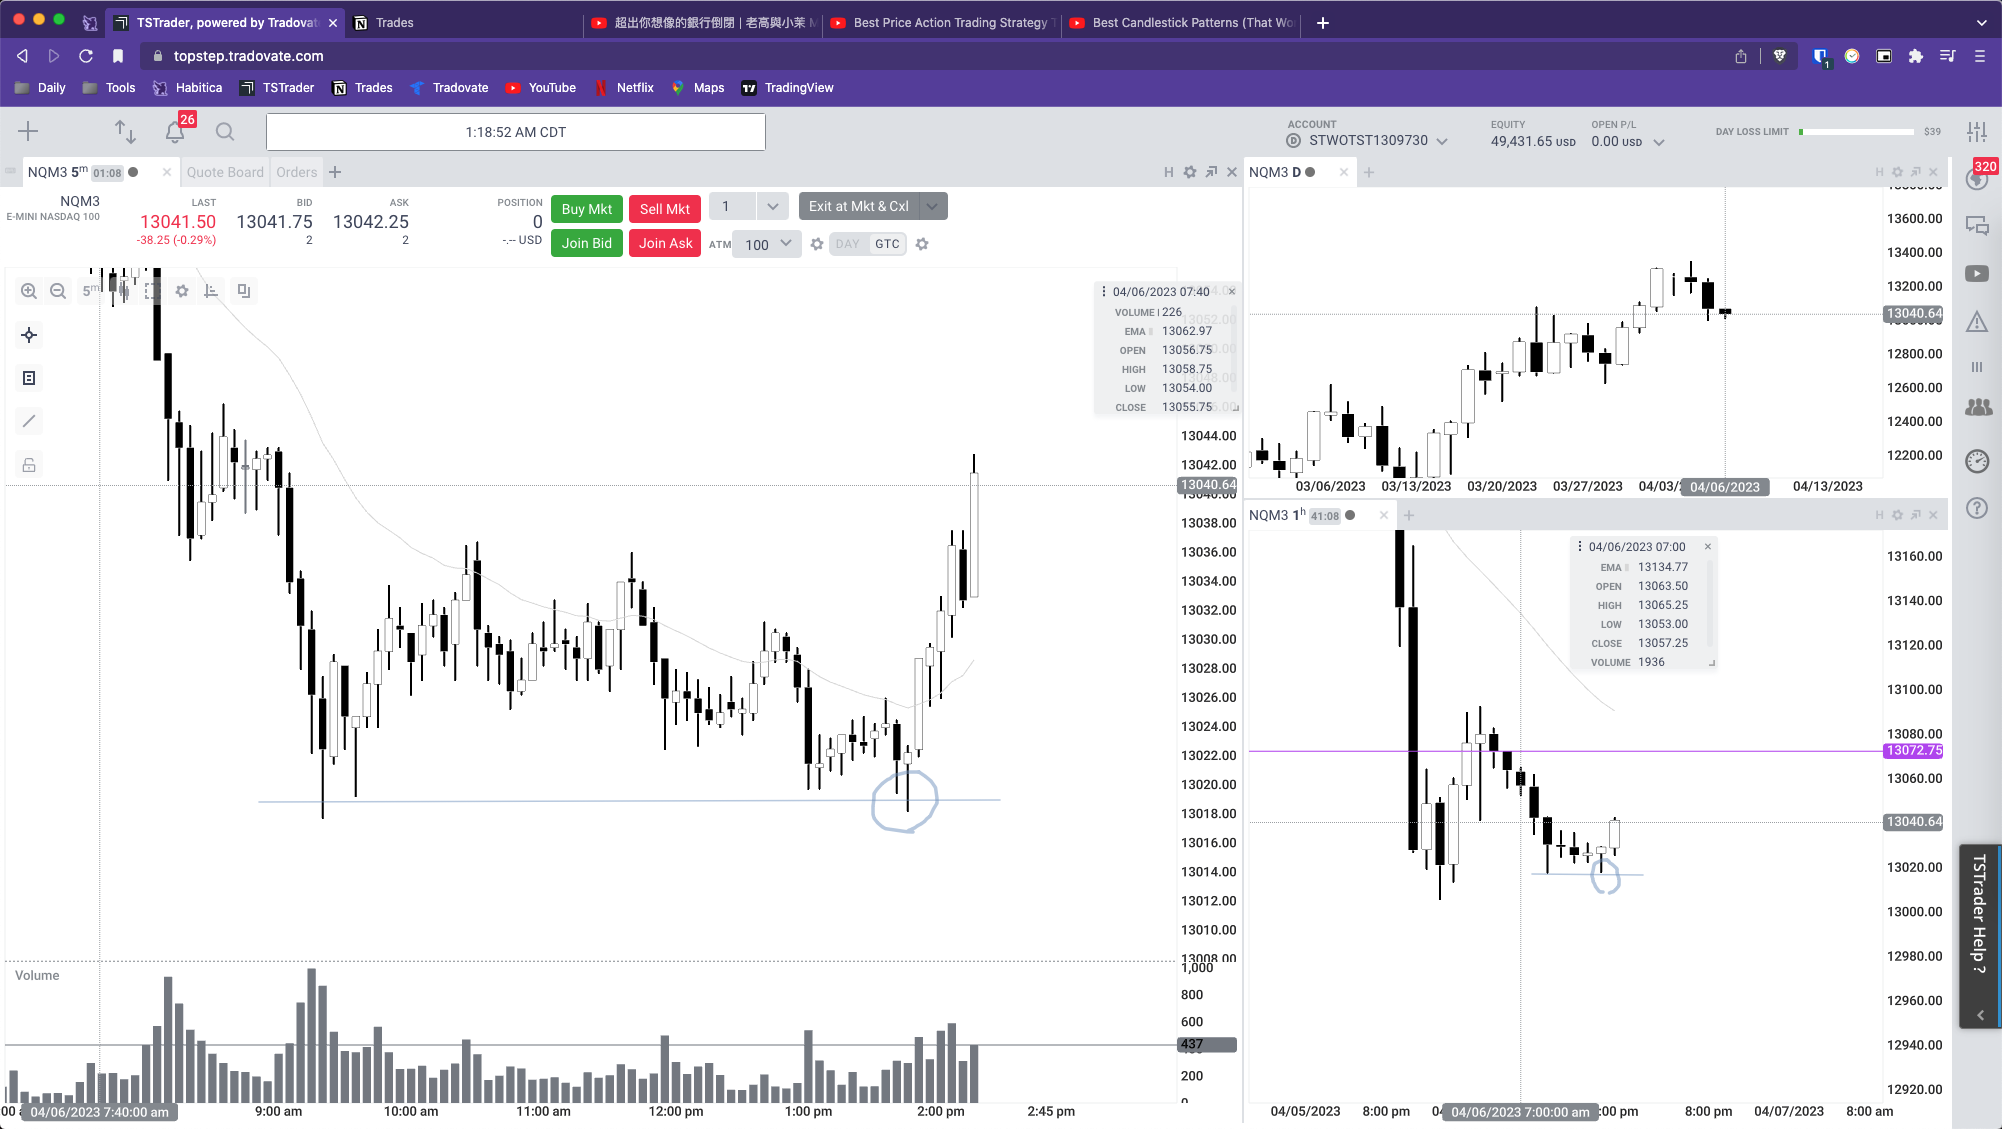 TSTrader, powered by Tradovat
Trades
超出你想像的銀行倒閉 | 老高與小茉 M
Best Price Action Trading Strategy T
Best Candlestick Patterns (That Wo
topstep.tradovate.com
1
Daily
Tools
Habitica
TSTrader
Trades
Tradovate
YouTube
Netflix
Maps
TradingView
26
1:18:52 AM CDT
ACCOUNT
STWOTST1309730
EQUITY
49,431.65 USD
OPEN P/L
0.00 USD
DAY LOSS LIMIT
$39
320
NQM3 5m 01:08
Quote Board
Orders
H
NQM3
E-MINI NASDAQ 100
LAST
13041.50
-38.25 (-0.29%)
BID
13041.75
2
ASK
13042.25
2
POSITION
0
-.-- USD
Buy Mkt
Sell Mkt
1
Exit at Mkt & Cxl
Join Bid
Join Ask
ATM
100
DAY
GTC
5m
04/06/2023 07:40
VOLUME 226
EMA 13062.97
OPEN 13056.75
HIGH 13058.75
LOW 13054.00
CLOSE 13055.75
13044.00
13042.00
13040.64
13040.00
13038.00
13036.00
13034.00
13032.00
13030.00
13028.00
13026.00
13024.00
13022.00
13020.00
13018.00
13016.00
13014.00
13012.00
13010.00
13008.00
Volume
1,000
800
600
437
200
0
04/06/2023 7:40:00 am
9:00 am
10:00 am
11:00 am
12:00 pm
1:00 pm
2:00 pm
2:45 pm
NQM3 D
H
13600.00
13400.00
13200.00
13040.64
12800.00
12600.00
12400.00
12200.00
03/06/2023
03/13/2023
03/20/2023
03/27/2023
04/03/
04/06/2023
04/13/2023
NQM3 1h 41:08
H
04/06/2023 07:00
EMA 13134.77
OPEN 13063.50
HIGH 13065.25
LOW 13053.00
CLOSE 13057.25
VOLUME 1936
13160.00
13140.00
13120.00
13100.00
13080.00
13072.75
13060.00
13040.64
13020.00
13000.00
12980.00
12960.00
12940.00
12920.00
04/05/2023
8:00 pm
04/06/2023 7:00:00 am
:00 pm
8:00 pm
04/07/2023
8:00 am
TSTrader Help ?